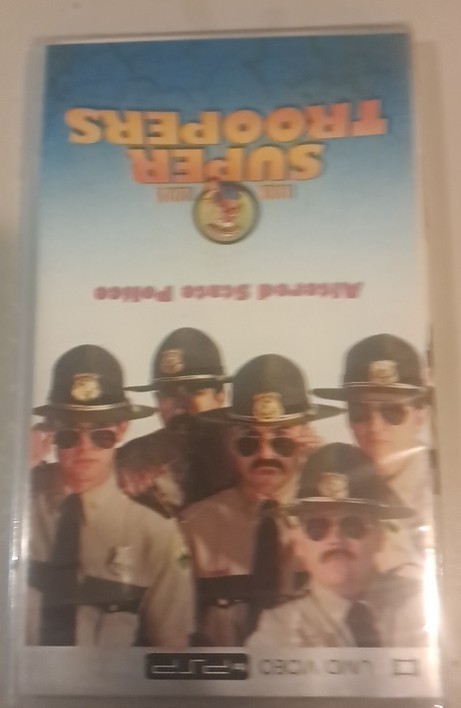 UMD VIDEO PSP
Altered State Police
SUPER
TROOPERS